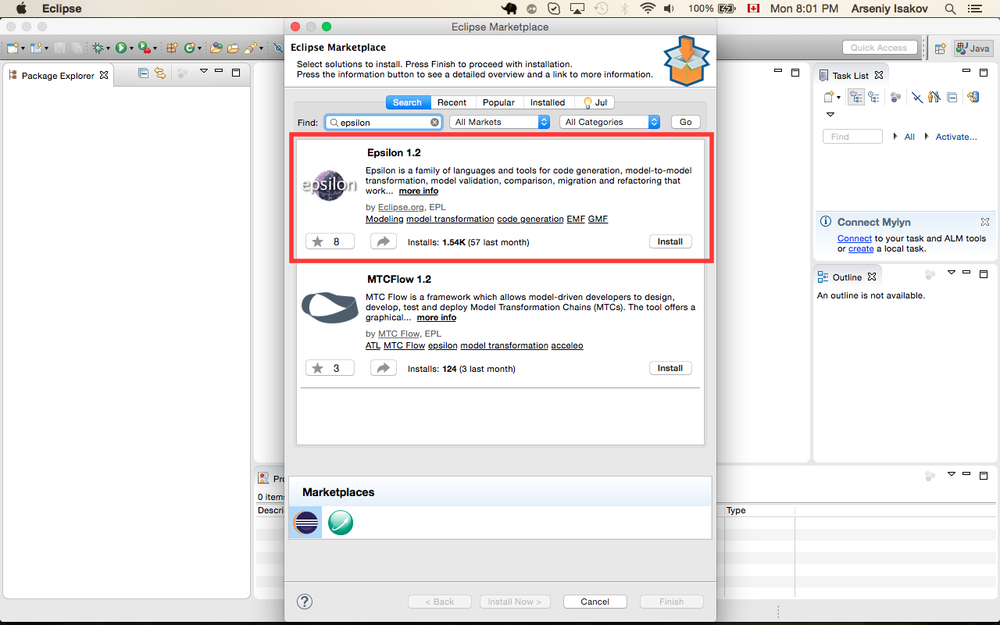 Eclipse
100%
Mon 8:01 PM
Arseniy Isakov
Eclipse Marketplace
Quick Access
Java
Package Explorer
Eclipse Marketplace
Select solutions to install. Press Finish to proceed with installation.
Press the information button to see a detailed overview and a link to more information.
Search Recent Popular Installed Jul
Find: epsilon All Markets All Categories Go
epsilon
Epsilon 1.2
Epsilon is a family of languages and tools for code generation, model-to-model
transformation, model validation, comparison, migration and refactoring that
work... more info
by Eclipse.org, EPL
Modeling model transformation code generation EMF GMF
8 Installs: 1.54K (57 last month) Install
MTCFlow 1.2
MTC Flow is a framework which allows model-driven developers to design,
develop, test and deploy Model Transformation Chains (MTCs). The tool offers a
graphical... more info
by MTC Flow, EPL
ATL MTC Flow epsilon model transformation acceleo
3 Installs: 124 (3 last month) Install
Marketplaces
?
< Back Install Now > Cancel Finish
Task List
Find All Activate...
Connect Mylyn
Connect to your task and ALM tools
or create a local task.
Outline
An outline is not available.
Pro
0 items
Descri
Type